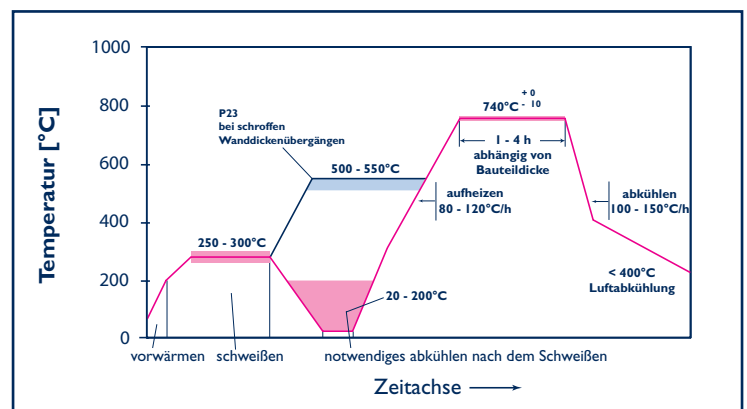 Temperatur [°C]
1000
800
600
400
200
0
P23
bei schroffen
Wanddickenübergängen
500 - 550°C
250 - 300°C
740°C + 0
- 10
1 - 4 h
abhängig von
Bauteildicke
aufheizen
80 - 120°C/h
abkühlen
100 - 150°C/h
< 400°C
Luftabkühlung
20 - 200°C
vorwärmen schweißen notwendiges abkühlen nach dem Schweißen
Zeitachse